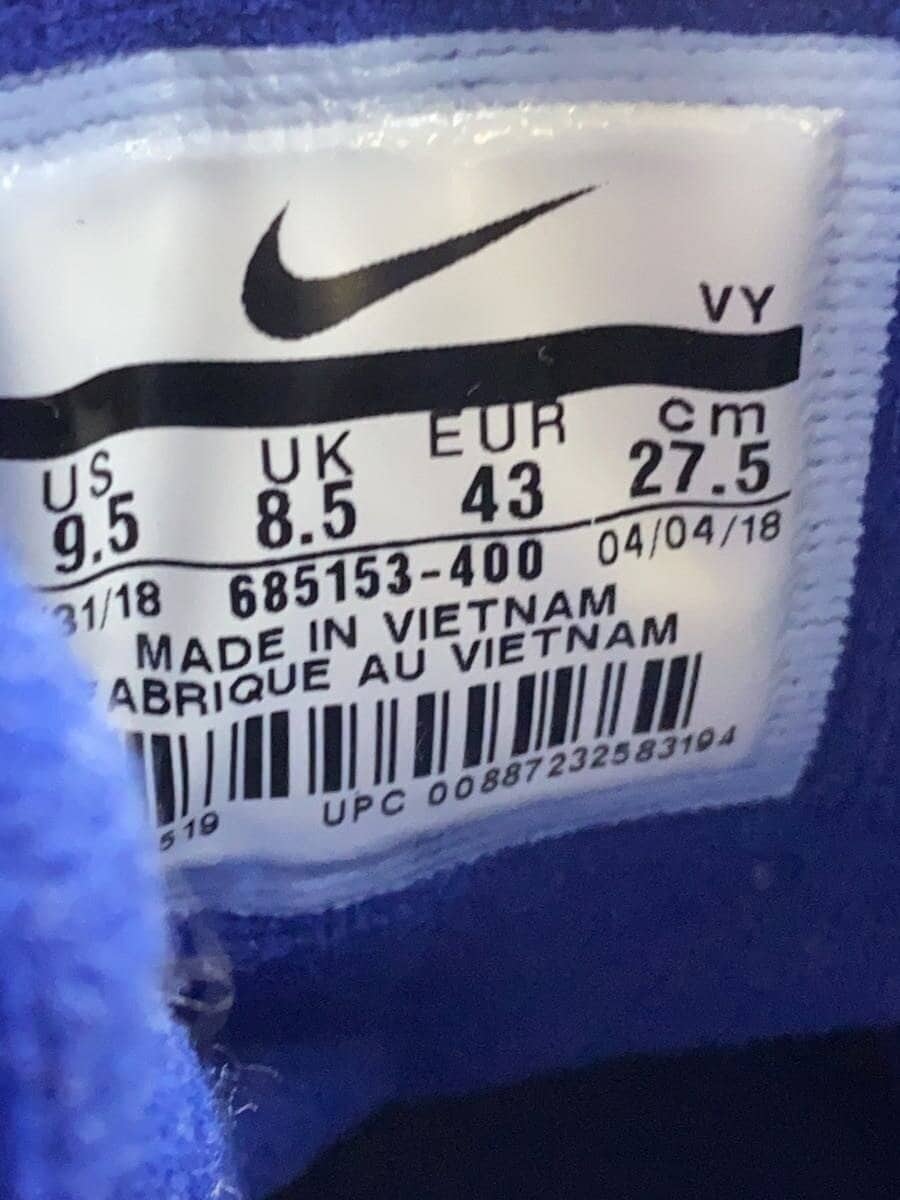 VY
US UK EUR cm
9.5 8.5 43 27.5
31/18 685153-400 04/04/18
MADE IN VIETNAM
ABRIQUE AU VIETNAM
519 UPC 00887232583194